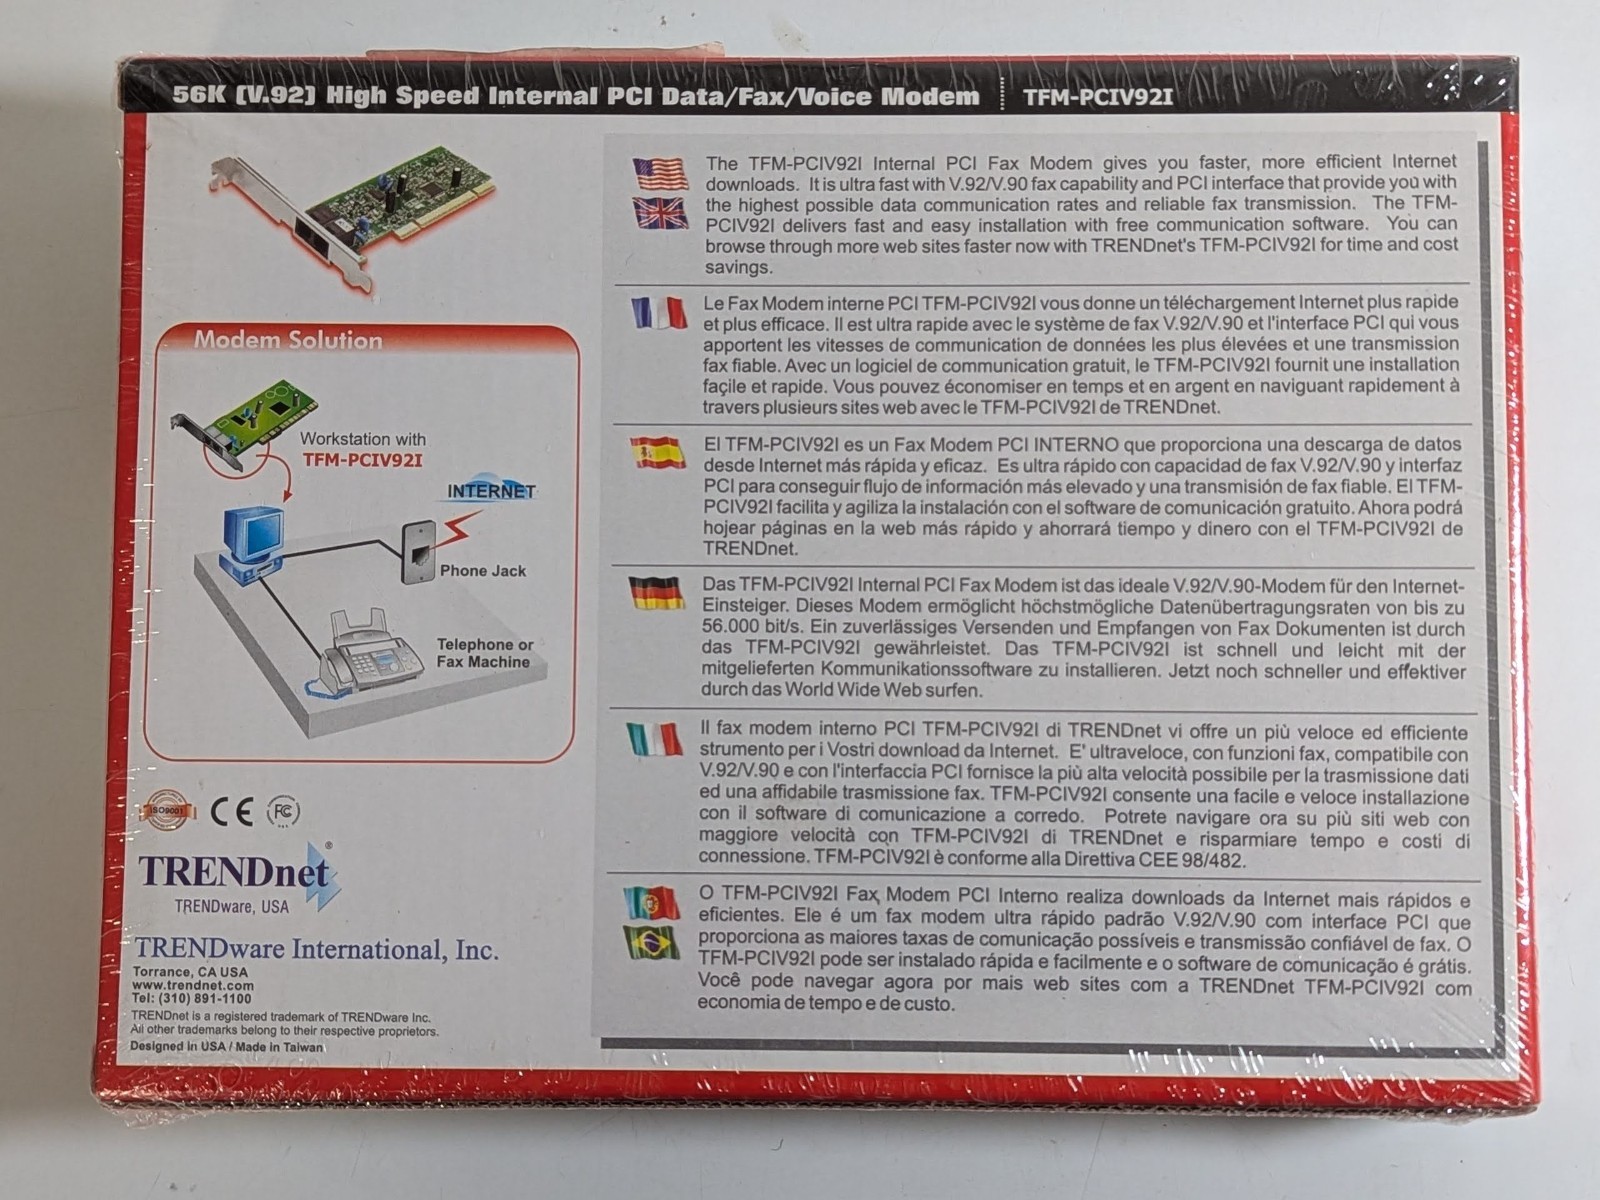 56K (V.92) High Speed Internal PCI Data/Fax/Voice Modem TFM-PCIV92I
Modem Solution
Workstation with
TFM-PCIV92I
INTERNET
Phone Jack
Telephone or
Fax Machine
ISO9001
CE FC
TRENDnet®
TRENDware, USA
TRENDware International, Inc.
Torrance, CA USA
www.trendnet.com
Tel: (310) 891-1100
TRENDnet is a registered trademark of TRENDware Inc.
All other trademarks belong to their respective proprietors.
Designed in USA / Made in Taiwan
The TFM-PCIV92I Internal PCI Fax Modem gives you faster, more efficient Internet
downloads. It is ultra fast with V.92/V.90 fax capability and PCI interface that provide you with
the highest possible data communication rates and reliable fax transmission. The TFM-
PCIV92I delivers fast and easy installation with free communication software. You can
browse through more web sites faster now with TRENDnet's TFM-PCIV92I for time and cost
savings.
Le Fax Modem interne PCI TFM-PCIV92I vous donne un téléchargement Internet plus rapide
et plus efficace. Il est ultra rapide avec le système de fax V.92/V.90 et l'interface PCI qui vous
apportent les vitesses de communication de données les plus élevées et une transmission
fax fiable. Avec un logiciel de communication gratuit, le TFM-PCIV92I fournit une installation
façile et rapide. Vous pouvez économiser en temps et en argent en naviguant rapidement à
travers plusieurs sites web avec le TFM-PCIV92I de TRENDnet.
El TFM-PCIV92I es un Fax Modem PCI INTERNO que proporciona una descarga de datos
desde Internet más rápida y eficaz. Es ultra rápido con capacidad de fax V.92/V.90 y interfaz
PCI para conseguir flujo de información más elevado y una transmisión de fax fiable. El TFM-
PCIV92I facilita y agiliza la instalación con el software de comunicación gratuito. Ahora podrá
hojear páginas en la web más rápido y ahorrará tiempo y dinero con el TFM-PCIV92I de
TRENDnet.
Das TFM-PCIV92I Internal PCI Fax Modem ist das ideale V.92/V.90-Modem für den Internet-
Einsteiger. Dieses Modem ermöglicht höchstmögliche Datenübertragungsraten von bis zu
56.000 bit/s. Ein zuverlässiges Versenden und Empfangen von Fax Dokumenten ist durch
das TFM-PCIV92I gewährleistet. Das TFM-PCIV92I ist schnell und leicht mit der
mitgelieferten Kommunikationssoftware zu installieren. Jetzt noch schneller und effektiver
durch das World Wide Web surfen.
Il fax modem interno PCI TFM-PCIV92I di TRENDnet vi offre un più veloce ed efficiente
strumento per i Vostri download da Internet. E' ultraveloce, con funzioni fax, compatibile con
V.92/V.90 e con l'interfaccia PCI fornisce la più alta velocità possibile per la trasmissione dati
ed una affidabile trasmissione fax. TFM-PCIV92I consente una facile e veloce installazione
con il software di comunicazione a corredo. Potrete navigare ora su più siti web con
maggiore velocità con TFM-PCIV92I di TRENDnet e risparmiare tempo e costi di
connessione. TFM-PCIV92I è conforme alla Direttiva CEE 98/482.
O TFM-PCIV92I Fax Modem PCI Interno realiza downloads da Internet mais rápidos e
eficientes. Ele é um fax modem ultra rápido padrão V.92/V.90 com interface PCI que
proporciona as maiores taxas de comunicação possíveis e transmissão confiável de fax. O
TFM-PCIV92I pode ser instalado rápida e facilmente e o software de comunicação é grátis.
Você pode navegar agora por mais web sites com a TRENDnet TFM-PCIV92I com
economia de tempo e de custo.